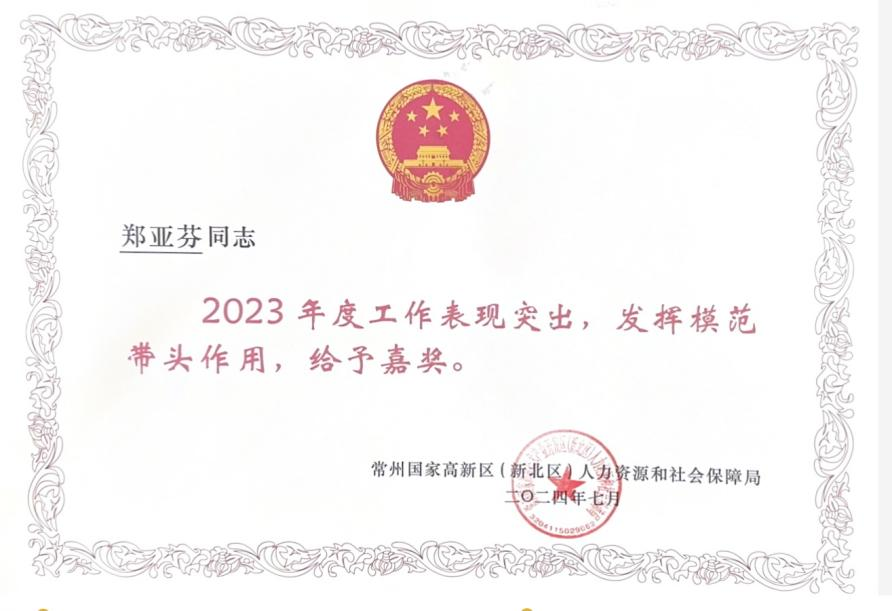 郑亚芬同志
2023年度工作表现突出，发挥模范
带头作用，给予嘉奖。
常州国家高新区(新北区)人力资源和社会保障局
二〇二四年七月